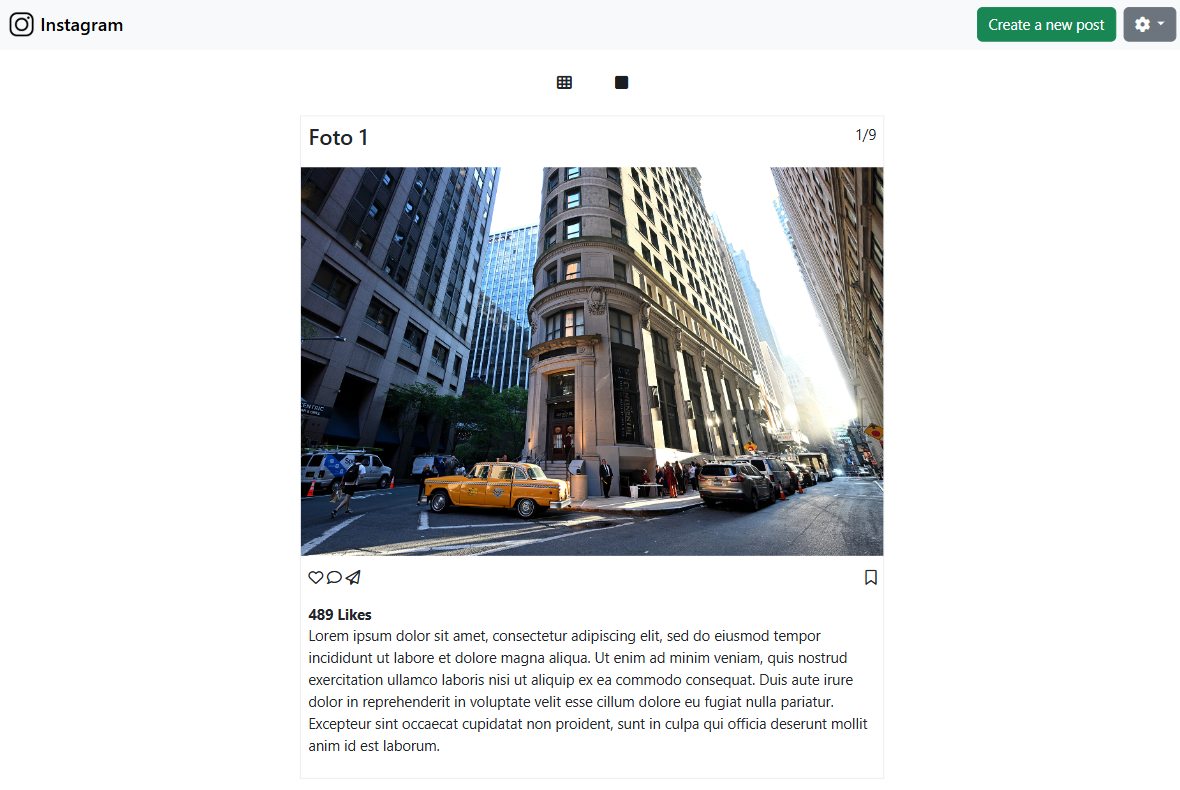 Instagram
Create a new post
Foto 1
1/9
489 Likes
Lorem ipsum dolor sit amet, consectetur adipiscing elit, sed do eiusmod tempor
incididunt ut labore et dolore magna aliqua. Ut enim ad minim veniam, quis nostrud
exercitation ullamco laboris nisi ut aliquip ex ea commodo consequat. Duis aute irure
dolor in reprehenderit in voluptate velit esse cillum dolore eu fugiat nulla pariatur.
Excepteur sint occaecat cupidatat non proident, sunt in culpa qui officia deserunt mollit
anim id est laborum.